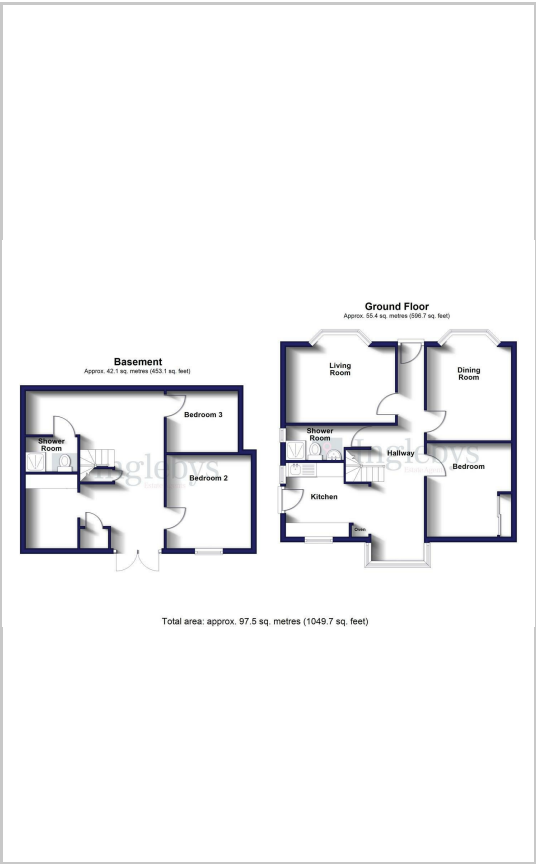 Ground Floor
Approx. 55.4 sq. metres (596.7 sq. feet)
Living
Room
Dining
Room
Shower
Room
Hallway
Bedroom
Kitchen
Oven
Basement
Approx. 42.1 sq. metres (453.1 sq. feet)
Bedroom 3
Shower
Room
Bedroom 2
Inglebys
Inglebys
Total area: approx. 97.5 sq. metres (1049.7 sq. feet)